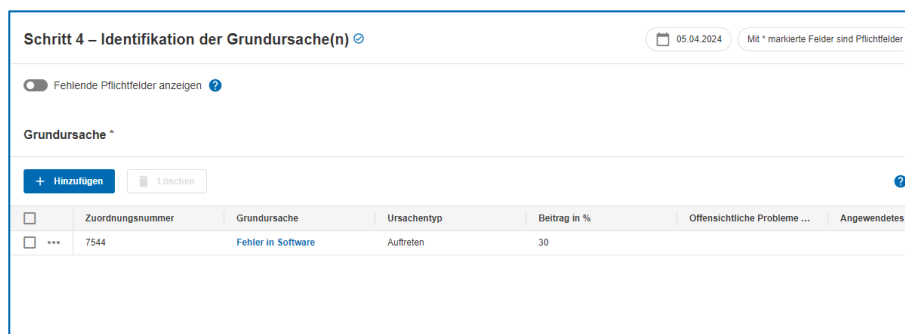 Schritt 4 – Identifikation der Grundursache(n)
05.04.2024
Mit * markierte Felder sind Pflichtfelder
Fehlende Pflichtfelder anzeigen ?
Grundursache *
+ Hinzufügen
Löschen
?
Zuordnungsnummer Grundursache Ursachentyp Beitrag in % Offensichtliche Probleme ... Angewendetes
7544 Fehler in Software Auftreten 30